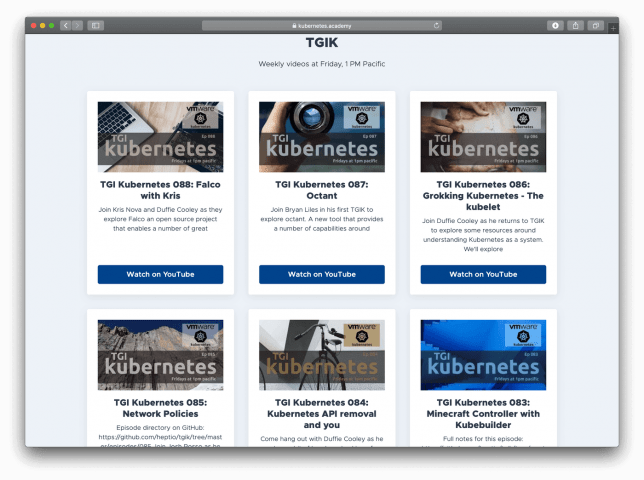 kubernetes.academy
TGIK
Weekly videos at Friday, 1 PM Pacific
vmware
kubernetes
Ep 088
TGI
kubernetes
Fridays at 1pm pacific
TGI Kubernetes 088: Falco
with Kris
Join Kris Nova and Duffie Cooley as they
explore Falco an open source project
that enables a number of great
Watch on YouTube
vmware
kubernetes
Ep 087
TGI
kubernetes
Fridays at 1pm pacific
TGI Kubernetes 087:
Octant
Join Bryan Liles in his first TGIK to
explore octant. A new tool that provides
a number of capabilities around
Watch on YouTube
vmware
kubernetes
Ep 086
TGI
kubernetes
Fridays at 1pm pacific
TGI Kubernetes 086:
Grokking Kubernetes - The
kubelet
Join Duffie Cooley as he returns to TGIK
to explore some resources around
understanding Kubernetes as a system.
We'll explore
Watch on YouTube
vmware
kubernetes
Ep 085
TGI
kubernetes
Fridays at 1pm pacific
TGI Kubernetes 085:
Network Policies
Episode directory on GitHub:
https://github.com/heptio/tgik/tree/mast
vmware
kubernetes
TGI
kubernetes
Fridays at 1pm pacific
TGI Kubernetes 084:
Kubernetes API removal
and you
Come hang out with Duffie Cooley as he
vmware
kubernetes
Ep 083
TGI
kubernetes
Fridays at 1pm pacific
TGI Kubernetes 083:
Minecraft Controller with
Kubebuilder
Full notes for this episode: